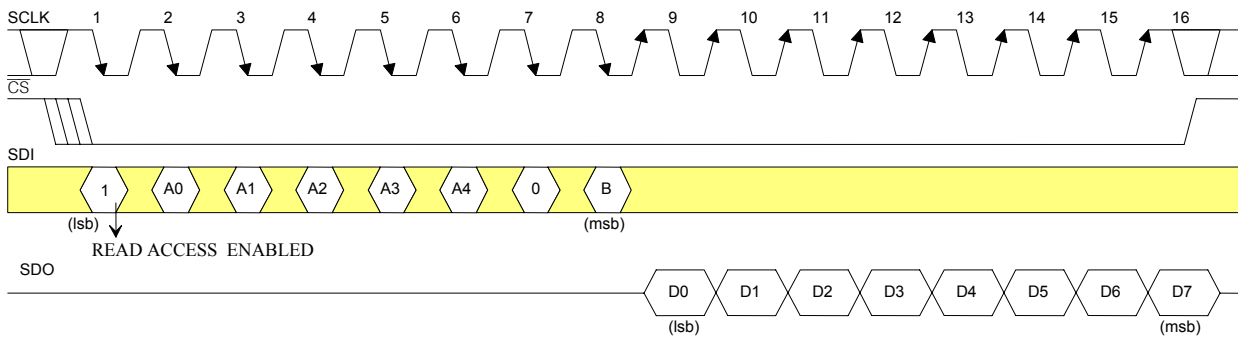 SCLK 1 2 3 4 5 6 7 8 9 10 11 12 13 14 15 16
CS
SDI
1 A0 A1 A2 A3 A4 0 B
(lsb) (msb)
READ ACCESS ENABLED
SDO
D0 D1 D2 D3 D4 D5 D6 D7
(lsb) (msb)